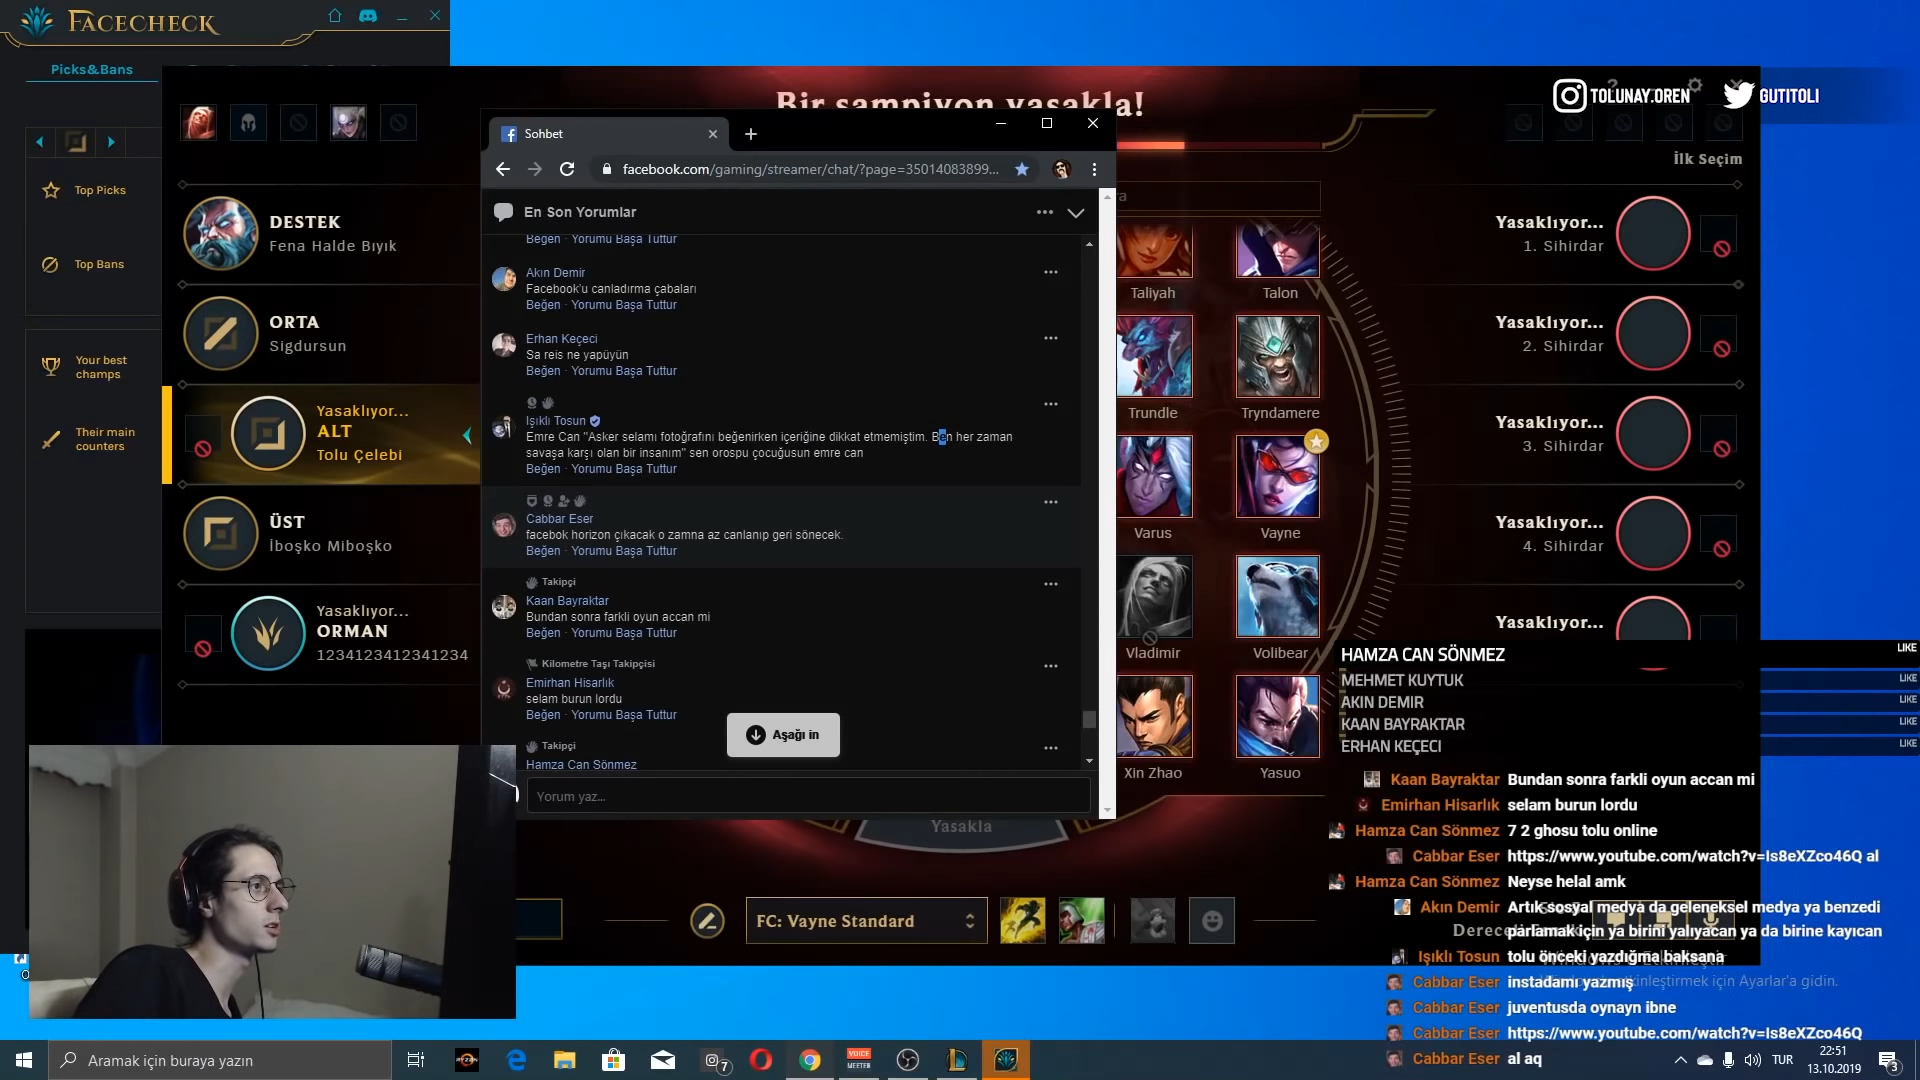 FACECHECK
Picks&Bans
Top Picks
Top Bans
Your best
champs
Their main
counters
Bir şampiyon yasakla!
TOLUNAY.OREN
GUTITOLI
İlk Seçim
DESTEK
Fena Halde Bıyık
ORTA
Sigdursun
Yasaklıyor...
ALT
Tolu Çelebi
ÜST
İboşko Miboşko
Yasaklıyor...
ORMAN
1234123412341234
Sohbet
facebook.com/gaming/streamer/chat/?page=35014083899...
En Son Yorumlar
Beğen · Yorumu Başa Tuttur
Akın Demir
Facebook'u canladırma çabaları
Beğen · Yorumu Başa Tuttur
Erhan Keçeci
Sa reis ne yapüyün
Beğen · Yorumu Başa Tuttur
Işıklı Tosun
Emre Can "Asker selamı fotoğrafını beğenirken içeriğine dikkat etmemiştim. Ben her zaman
savaşa karşı olan bir insanım" sen orospu çocuğusun emre can
Beğen · Yorumu Başa Tuttur
Cabbar Eser
facebok horizon çıkacak o zamna az canlanıp geri sönecek.
Beğen · Yorumu Başa Tuttur
Takipçi
Kaan Bayraktar
Bundan sonra farkli oyun accan mi
Beğen · Yorumu Başa Tuttur
Kilometre Taşı Takipçisi
Emirhan Hisarlık
selam burun lordu
Beğen · Yorumu Başa Tuttur
Takipçi
Hamza Can Sönmez
Aşağı in
Yorum yaz...
Taliyah
Talon
Trundle
Tryndamere
Varus
Vayne
Vladimir
Volibear
Xin Zhao
Yasuo
Yasaklıyor...
1. Sihirdar
Yasaklıyor...
2. Sihirdar
Yasaklıyor...
3. Sihirdar
Yasaklıyor...
4. Sihirdar
Yasaklıyor...
Yasakla
FC: Vayne Standard
HAMZA CAN SÖNMEZ LIKE
MEHMET KUYTUK LIKE
AKIN DEMIR LIKE
KAAN BAYRAKTAR LIKE
ERHAN KEÇECI LIKE
Kaan Bayraktar Bundan sonra farkli oyun accan mi
Emirhan Hisarlık selam burun lordu
Hamza Can Sönmez 7 2 ghosu tolu online
Cabbar Eser https://www.youtube.com/watch?v=Is8eXZco46Q al
Hamza Can Sönmez Neyse helal amk
Akın Demir Artık sosyal medya da geleneksel medya ya benzedi
parlamak için ya birini yalıyacan ya da birine kayıcan
Işıklı Tosun tolu önceki yazdığıma baksana
Cabbar Eser instadamı yazmış
Cabbar Eser juventusda oynayn ibne
Cabbar Eser https://www.youtube.com/watch?v=Is8eXZco46Q
Cabbar Eser al aq
Derece
etkinleştirmek için Ayarlar'a gidin.
Aramak için buraya yazın
RYZEN
7
VOICE
MEETER
TUR
22:51
13.10.2019
3